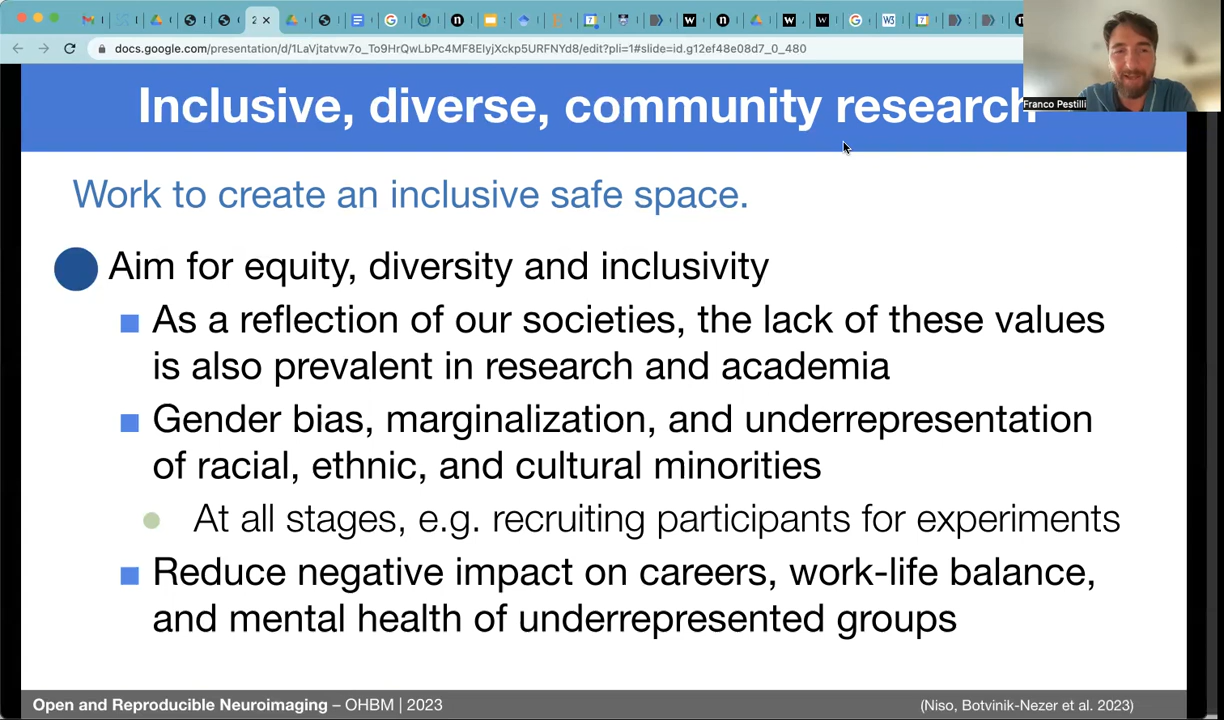 docs.google.com/presentation/d/1LaVjtatvw7o_To9HrQwLbPc4MF8EIyjXckp5URFNYd8/edit?pli=1#slide=id.g12ef48e08d7_0_480
Inclusive, diverse, community research
Franco Pestilli
Work to create an inclusive safe space.
Aim for equity, diversity and inclusivity
As a reflection of our societies, the lack of these values
is also prevalent in research and academia
Gender bias, marginalization, and underrepresentation
of racial, ethnic, and cultural minorities
At all stages, e.g. recruiting participants for experiments
Reduce negative impact on careers, work-life balance,
and mental health of underrepresented groups
Open and Reproducible Neuroimaging – OHBM | 2023
(Niso, Botvinik-Nezer et al. 2023)